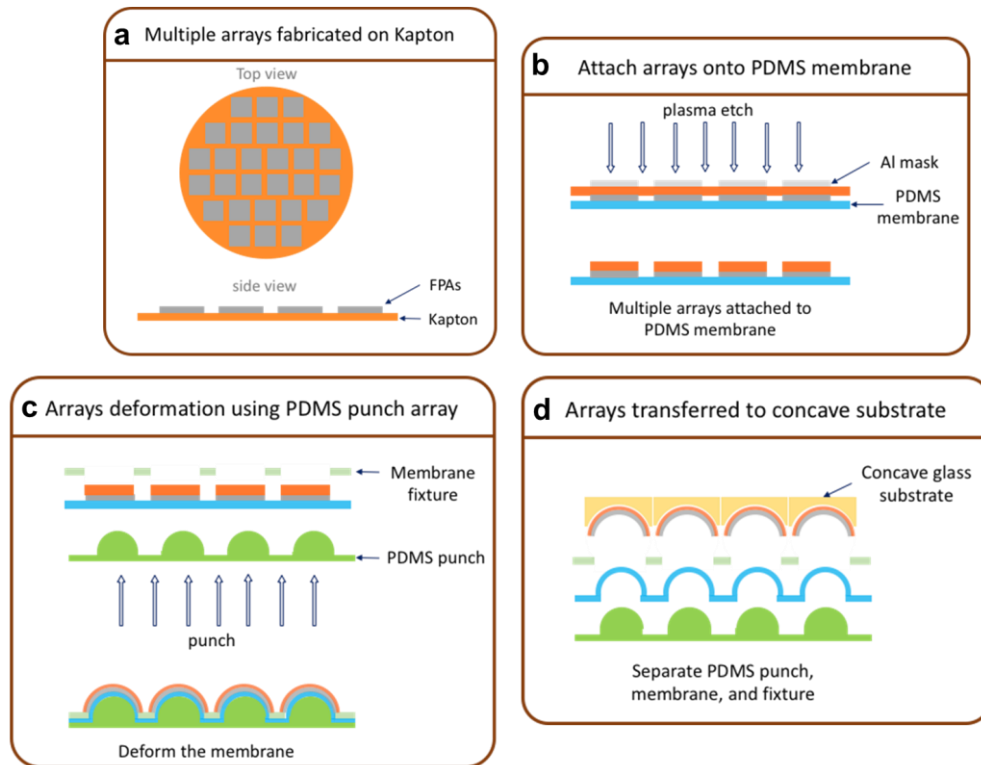 a Multiple arrays fabricated on Kapton
Top view
side view
FPAs
Kapton
b Attach arrays onto PDMS membrane
plasma etch
Al mask
PDMS
membrane
Multiple arrays attached to
PDMS membrane
c Arrays deformation using PDMS punch array
Membrane
fixture
PDMS punch
punch
Deform the membrane
d Arrays transferred to concave substrate
Concave glass
substrate
Separate PDMS punch,
membrane, and fixture